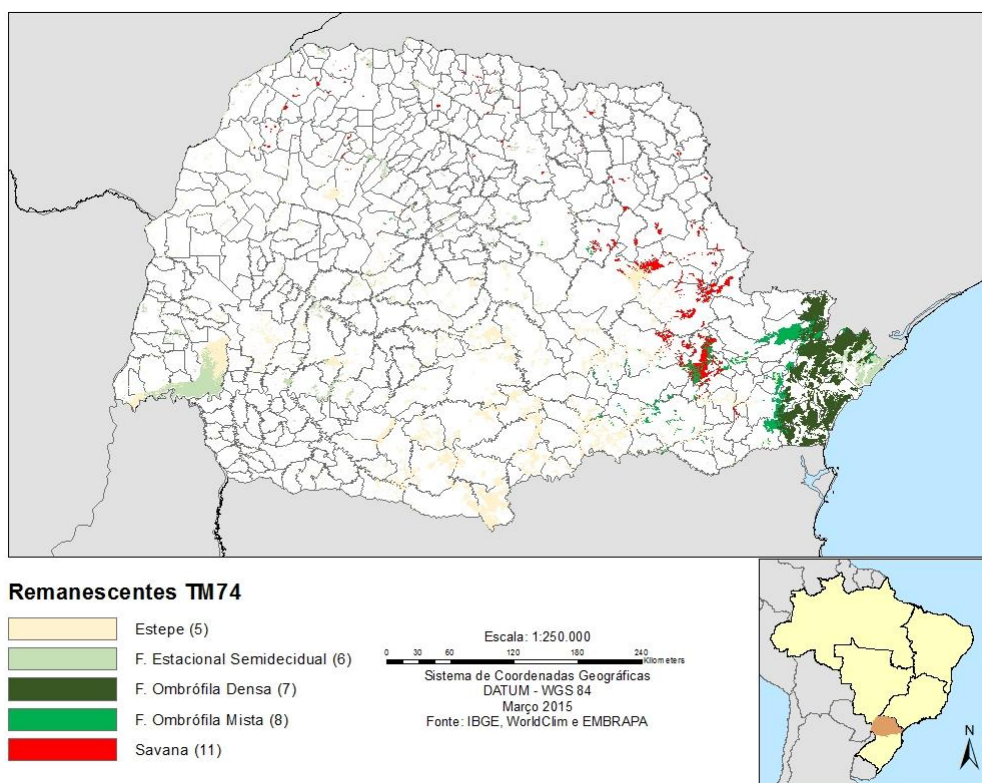 Remanescentes TM74
Estepe (5)
F. Estacional Semidecidual (6)
F. Ombrófila Densa (7)
F. Ombrófila Mista (8)
Savana (11)
Escala: 1:250.000
0 30 60 120 180 240
Kilometers
Sistema de Coordenadas Geográficas
DATUM - WGS 84
Março 2015
Fonte: IBGE, WorldClim e EMBRAPA
N